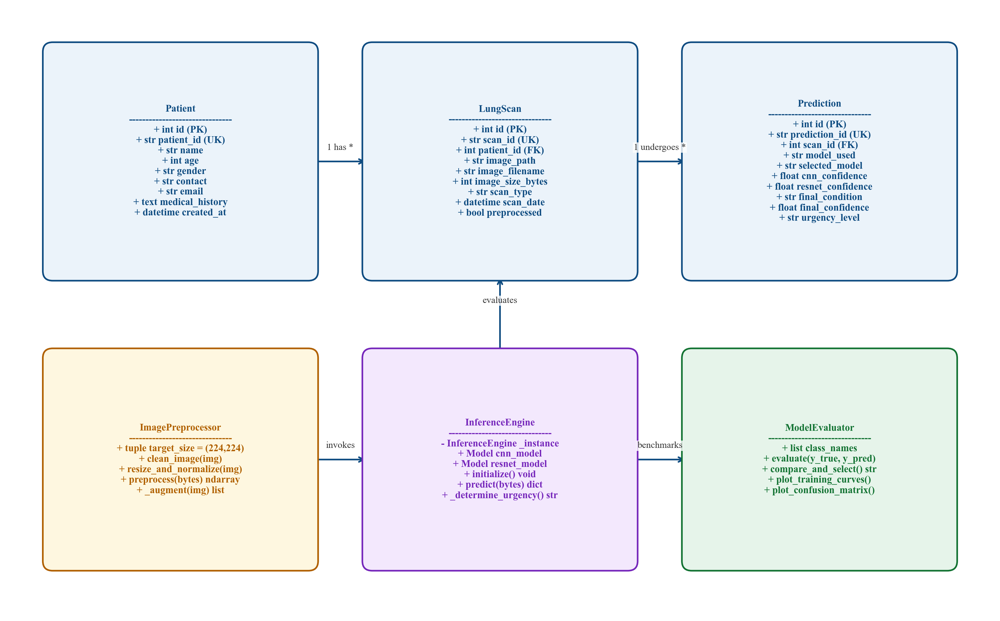 Patient
-------------------------------
+ int id (PK)
+ str patient_id (UK)
+ str name
+ int age
+ str gender
+ str contact
+ str email
+ text medical_history
+ datetime created_at
1 has *
LungScan
-------------------------------
+ int id (PK)
+ str scan_id (UK)
+ int patient_id (FK)
+ str image_path
+ str image_filename
+ int image_size_bytes
+ str scan_type
+ datetime scan_date
+ bool preprocessed
1 undergoes *
Prediction
-------------------------------
+ int id (PK)
+ str prediction_id (UK)
+ int scan_id (FK)
+ str model_used
+ str selected_model
+ float cnn_confidence
+ float resnet_confidence
+ str final_condition
+ float final_confidence
+ str urgency_level
evaluates
ImagePreprocessor
-------------------------------
+ tuple target_size = (224,224)
+ clean_image(img)
+ resize_and_normalize(img)
+ preprocess(bytes) ndarray
+ _augment(img) list
invokes
InferenceEngine
-------------------------------
- InferenceEngine _instance
+ Model cnn_model
+ Model resnet_model
+ initialize() void
+ predict(bytes) dict
+ _determine_urgency() str
benchmarks
ModelEvaluator
-------------------------------
+ list class_names
+ evaluate(y_true, y_pred)
+ compare_and_select() str
+ plot_training_curves()
+ plot_confusion_matrix()